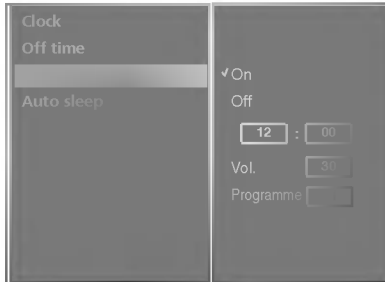 Clock
Off time
Auto sleep
On
Off
12 : 00
Vol. 30
Programme